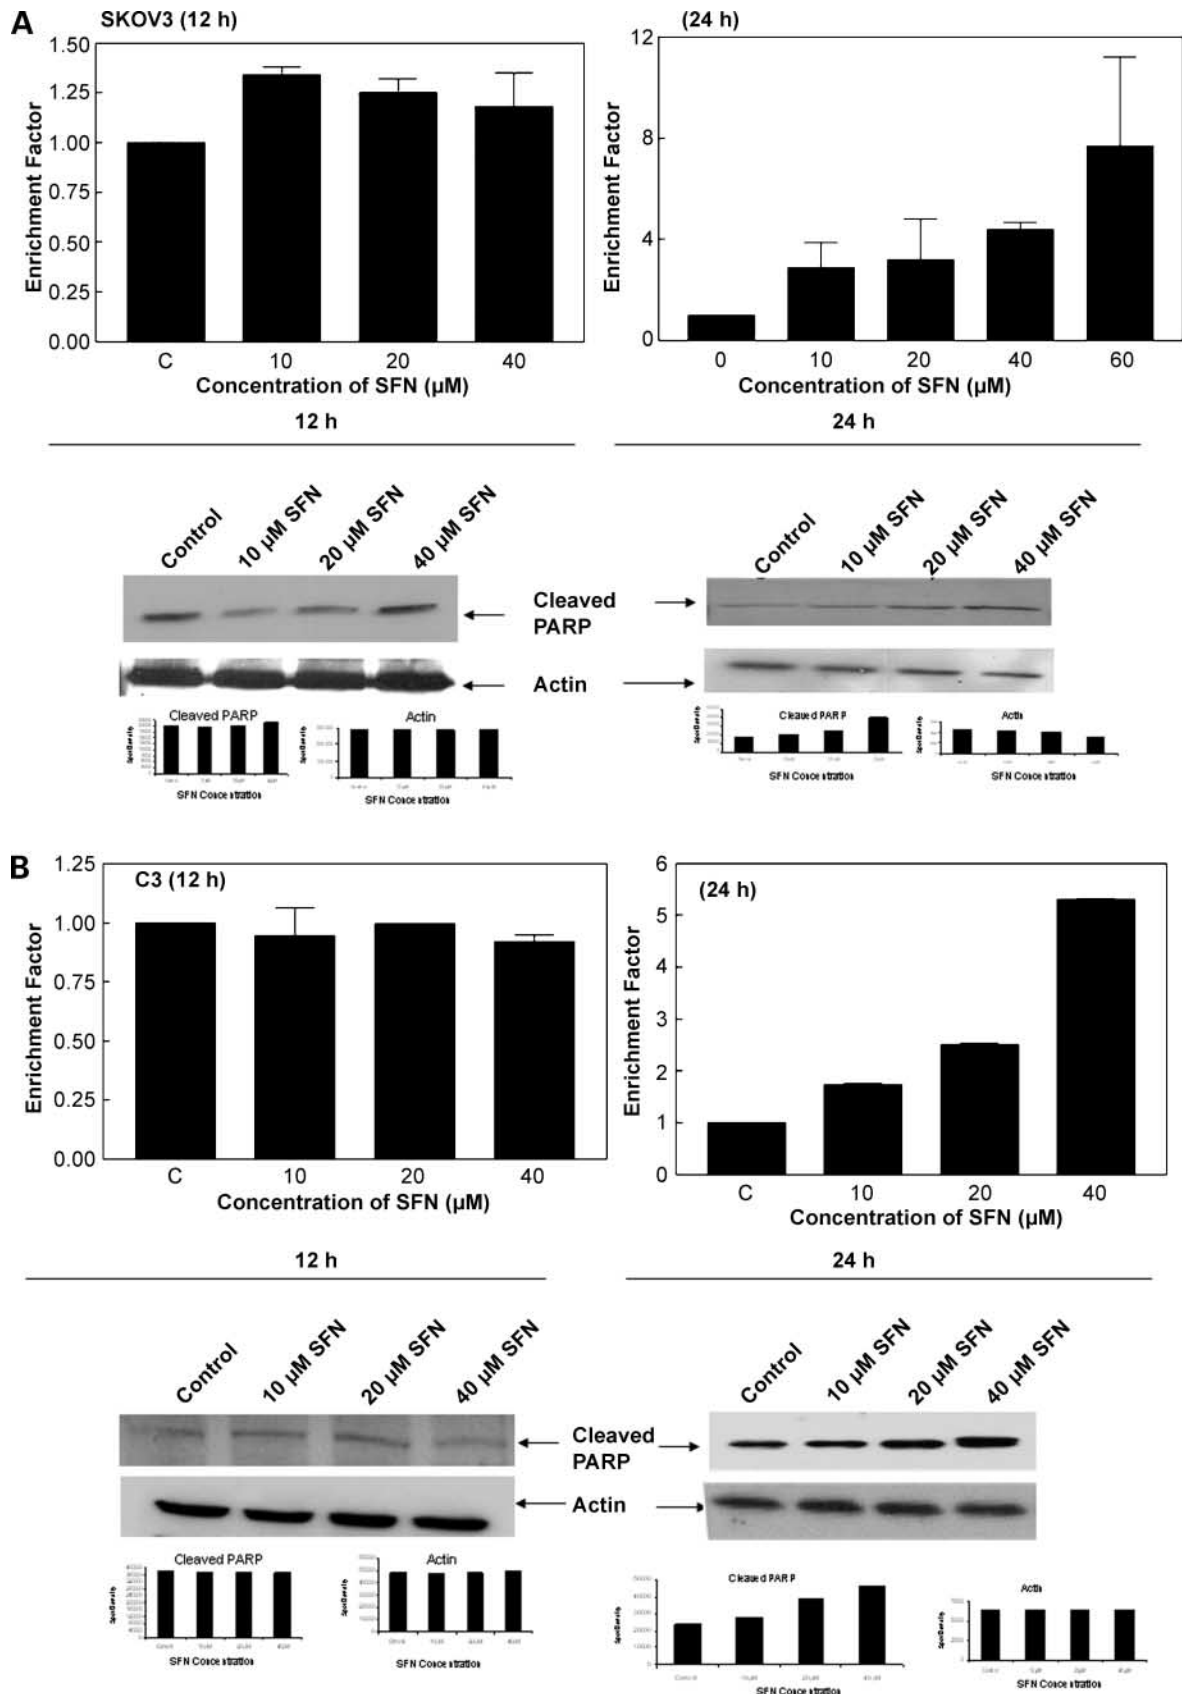 A
SKOV3 (12 h)
(24 h)
Enrichment Factor
1.50
1.25
1.00
0.75
0.50
0.25
0.00
C 10 20 40
Concentration of SFN (µM)
Enrichment Factor
12
8
4
0
0 10 20 40 60
Concentration of SFN (µM)
12 h
24 h
Control 10 µM SFN 20 µM SFN 40 µM SFN
Control 10 µM SFN 20 µM SFN 40 µM SFN
Cleaved
PARP
Actin
Cleaved PARP
SFN Concentration
Actin
SFN Concentration
Cleaved PARP
SFN Concentration
Actin
SFN Concentration
B
C3 (12 h)
(24 h)
Enrichment Factor
1.25
1.00
0.75
0.50
0.25
0.00
C 10 20 40
Concentration of SFN (µM)
Enrichment Factor
6
5
4
3
2
1
0
C 10 20 40
Concentration of SFN (µM)
12 h
24 h
Control 10 µM SFN 20 µM SFN 40 µM SFN
Control 10 µM SFN 20 µM SFN 40 µM SFN
Cleaved
PARP
Actin
Cleaved PARP
Actin
SFN Concentration
Cleaved PARP
SFN Concentration
Actin
SFN Concentration